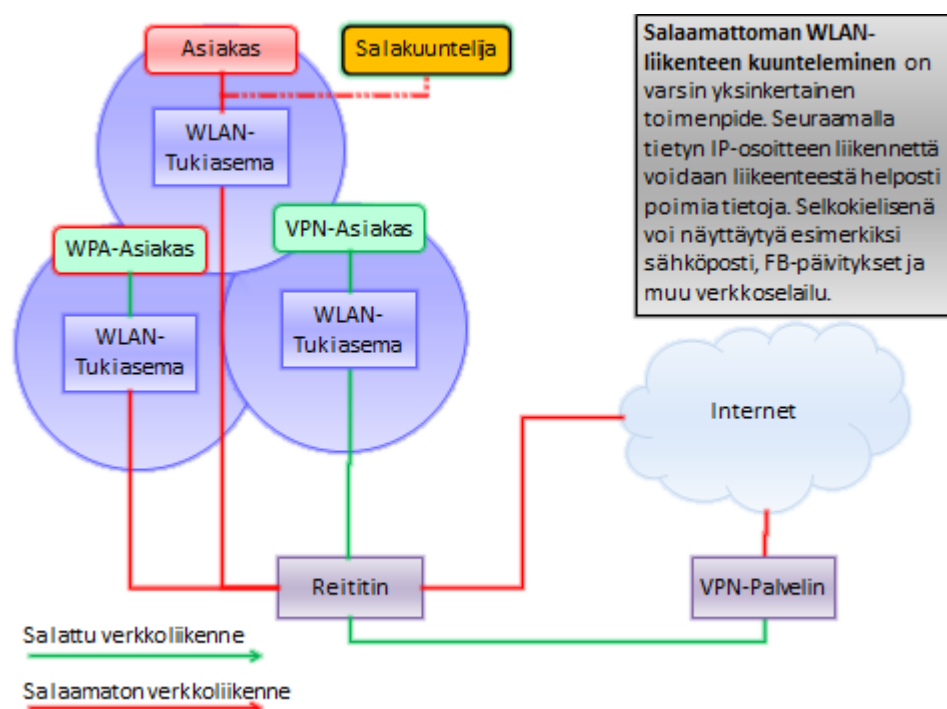 Asiakas
Salakuuntelija
WLAN-
Tukiasema
WPA-Asiakas
VPN-Asiakas
WLAN-
Tukiasema
WLAN-
Tukiasema
Salaamattoman WLAN-
liikenteen kuunteleminen on
varsin yksinkertainen
toimenpide. Seuraamalla
tietyn IP-osoitteen liikennettä
voidaan liikeenteestä helposti
poimia tietoja. Selkokielisenä
voi näyttäytyä esimerkiksi
sähköposti, FB-päivitykset ja
muu verkkoselailu.
Internet
Reititin
VPN-Palvelin
Salattu verkkoliikenne
Salaamaton verkkoliikenne